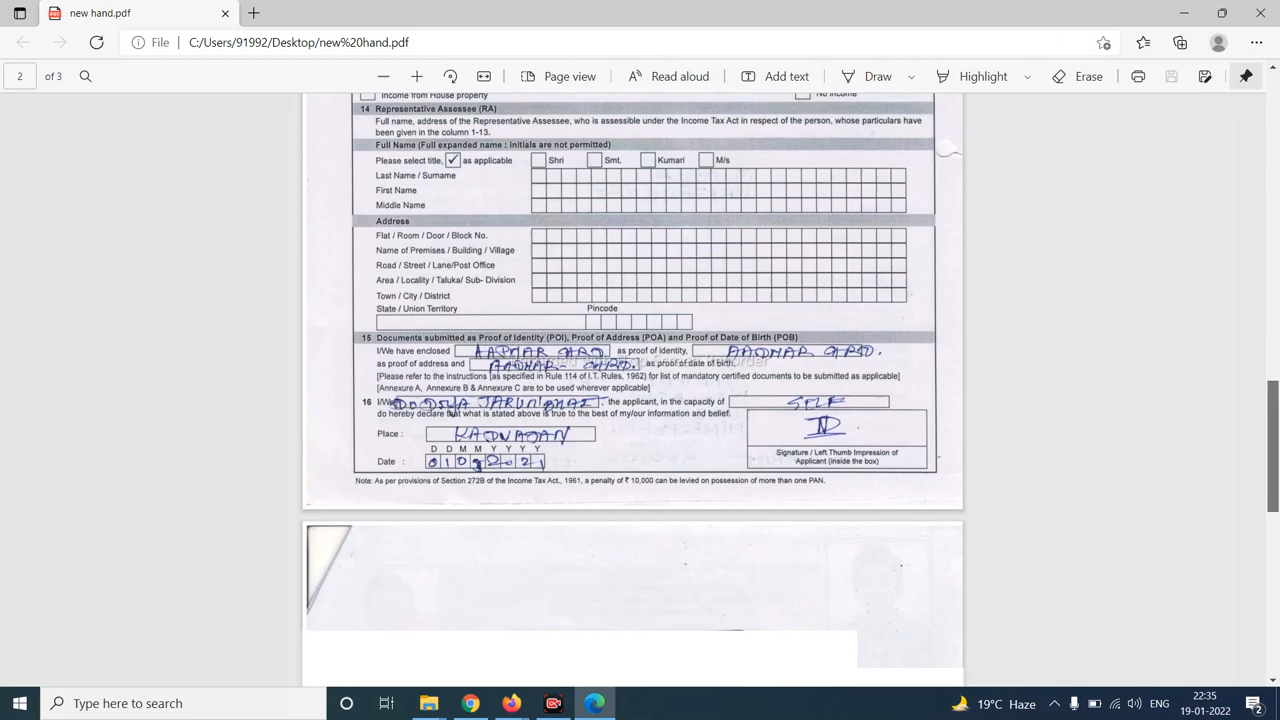 new hand.pdf
File C:/Users/91992/Desktop/new%20hand.pdf
2 of 3 Page view Read aloud Add text Draw Highlight Erase
Income from House property No income
14 Representative Assessee (RA)
Full name, address of the Representative Assessee, who is assessible under the Income Tax Act in respect of the person, whose particulars have
been given in the column 1-13.
Full Name (Full expanded name : initials are not permitted)
Please select title, ✓ as applicable Shri Smt. Kumari M/s
Last Name / Surname
First Name
Middle Name
Address
Flat / Room / Door / Block No.
Name of Premises / Building / Village
Road / Street / Lane/Post Office
Area / Locality / Taluka/ Sub- Division
Town / City / District
State / Union Territory Pincode
15 Documents submitted as Proof of Identity (POI), Proof of Address (POA) and Proof of Date of Birth (POB)
I/We have enclosed AADHAR CARD as proof of identity, AADHAR CARD.
as proof of address and AADHAR CARD. as proof of date of birth.
[Please refer to the instructions (as specified in Rule 114 of I.T. Rules, 1962) for list of mandatory certified documents to be submitted as applicable]
[Annexure A, Annexure B & Annexure C are to be used wherever applicable]
16 I/We the applicant, in the capacity of SELF
do hereby declare that what is stated above is true to the best of my/our information and belief.
Place :
D D M M Y Y Y Y
Date :
Signature / Left Thumb Impression of
Applicant (inside the box)
Note: As per provisions of Section 272B of the Income Tax Act., 1961, a penalty of ₹ 10,000 can be levied on possession of more than one PAN.
Type here to search 19°C Haze ENG 22:35
19-01-2022 2